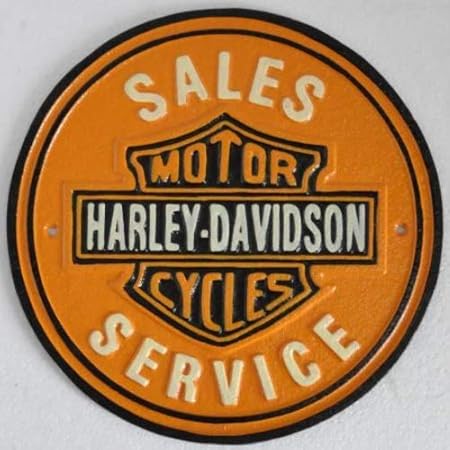 SALES
MOTOR
HARLEY-DAVIDSON
CYCLES
SERVICE